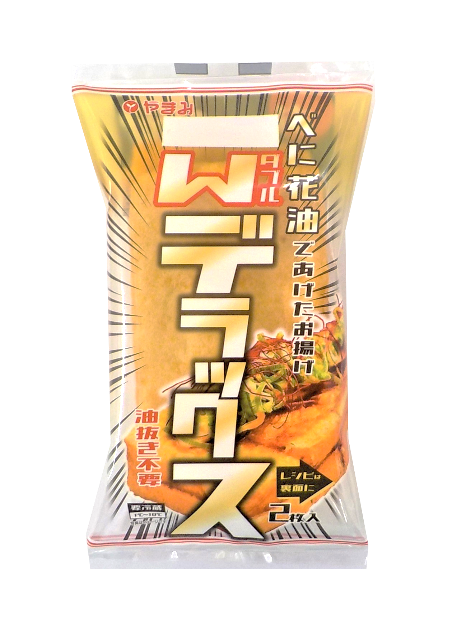 やまみ
べに花油であげたお揚げ
W
ダブル
デラックス
油抜き不要
レシピは
裏面に
要冷蔵
1℃~10℃
2枚入